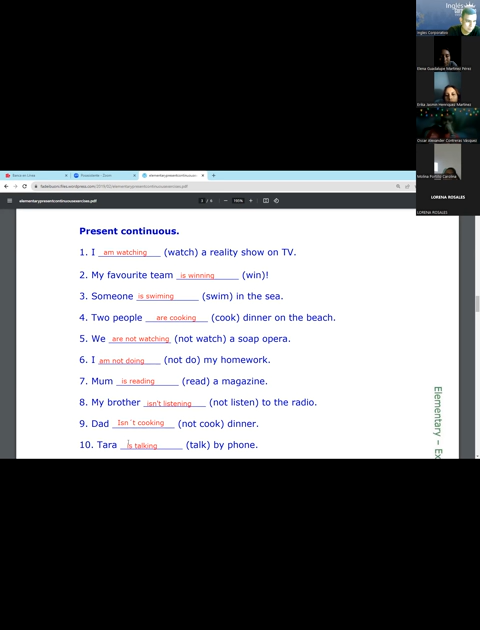 Inglés
Inglés Corporativo
Elena Guadalupe Martínez Pérez
Erika Jasmin Henriquez Martinez
Oscar Alexander Contreras Vasquez
Molina Portillo Carolina
LORENA ROSALES
LORENA ROSALES
elementarypresentcontinuousexercises.pdf
Present continuous.
1. I am watching (watch) a reality show on TV.
2. My favourite team is winning (win)!
3. Someone is swiming (swim) in the sea.
4. Two people are cooking (cook) dinner on the beach.
5. We are not watching (not watch) a soap opera.
6. I am not doing (not do) my homework.
7. Mum is reading (read) a magazine.
8. My brother isn't listening (not listen) to the radio.
9. Dad Isn´t cooking (not cook) dinner.
10. Tara is talking (talk) by phone.
Elementary – Ex